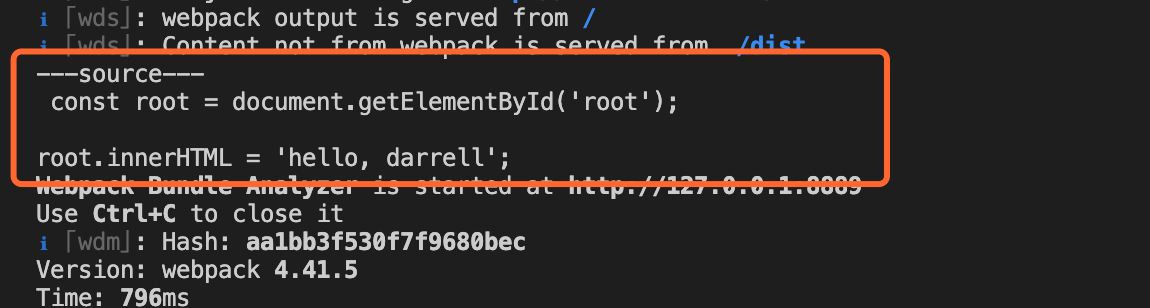 ℹ ｢wds｣: webpack output is served from /
ℹ ｢wds｣: Content not from webpack is served from ./dist
---source---
 const root = document.getElementById('root');

root.innerHTML = 'hello, darrell';
Webpack Bundle Analyzer is started at http://127.0.0.1:8889
Use Ctrl+C to close it
ℹ ｢wdm｣: Hash: aa1bb3f530f7f9680bec
Version: webpack 4.41.5
Time: 796ms